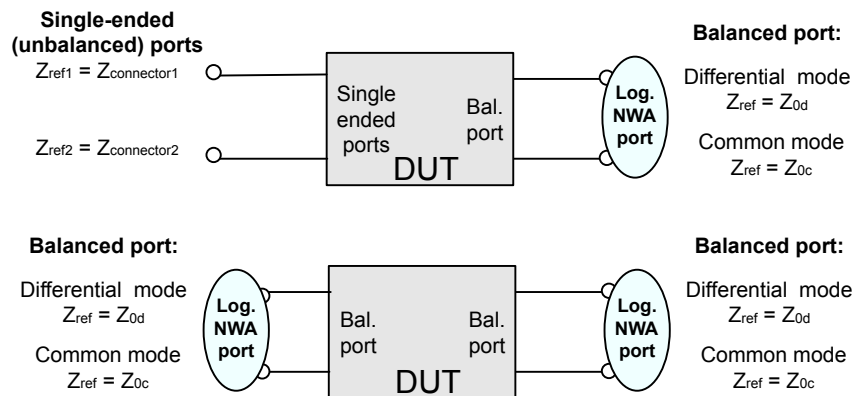 Single-ended
(unbalanced) ports
Zref1 = Zconnector1
Zref2 = Zconnector2
Single
ended
ports
Bal.
port
DUT
Log.
NWA
port
Balanced port:
Differential mode
Zref = Z0d
Common mode
Zref = Z0c
Balanced port:
Differential mode
Zref = Z0d
Common mode
Zref = Z0c
Log.
NWA
port
Bal.
port
Bal.
port
DUT
Log.
NWA
port
Balanced port:
Differential mode
Zref = Z0d
Common mode
Zref = Z0c